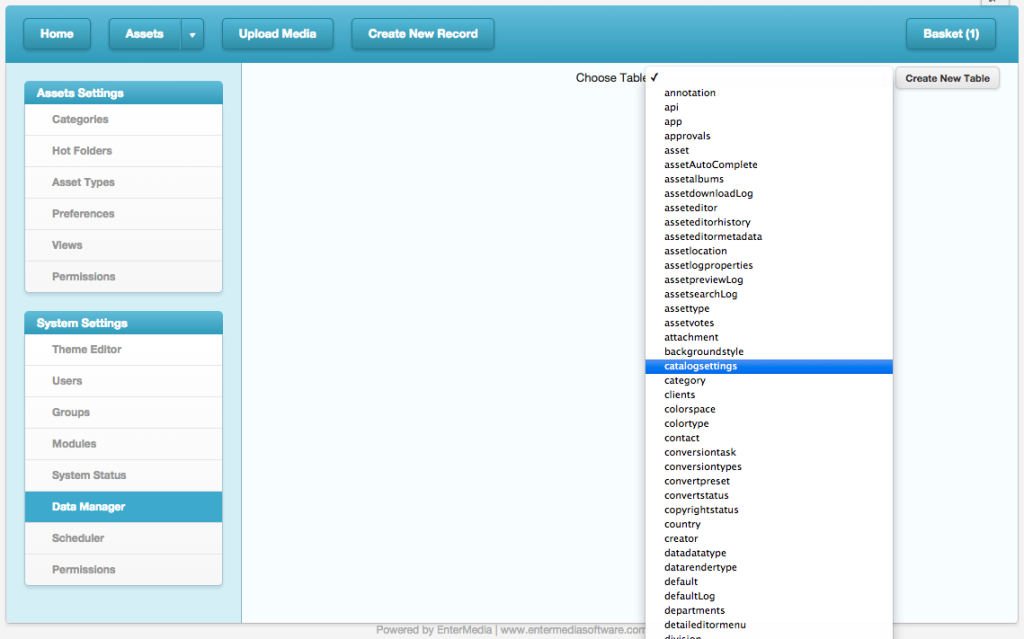 Home
Assets
Upload Media
Create New Record
Basket (1)
Assets Settings
Categories
Hot Folders
Asset Types
Preferences
Views
Permissions
System Settings
Theme Editor
Users
Groups
Modules
System Status
Data Manager
Scheduler
Permissions
Choose Table
Create New Table
annotation
api
app
approvals
asset
assetAutoComplete
assetalbums
assetdownloadLog
asseteditor
asseteditorhistory
asseteditormetadata
assetlocation
assetlogproperties
assetpreviewLog
assetsearchLog
assettype
assetvotes
attachment
backgroundstyle
catalogsettings
category
clients
colorspace
colortype
contact
conversiontask
conversiontypes
convertpreset
convertstatus
copyrightstatus
country
creator
datadatatype
datarendertype
default
defaultLog
departments
detaileditormenu
division
Powered by EnterMedia | www.entermediasoftware.com